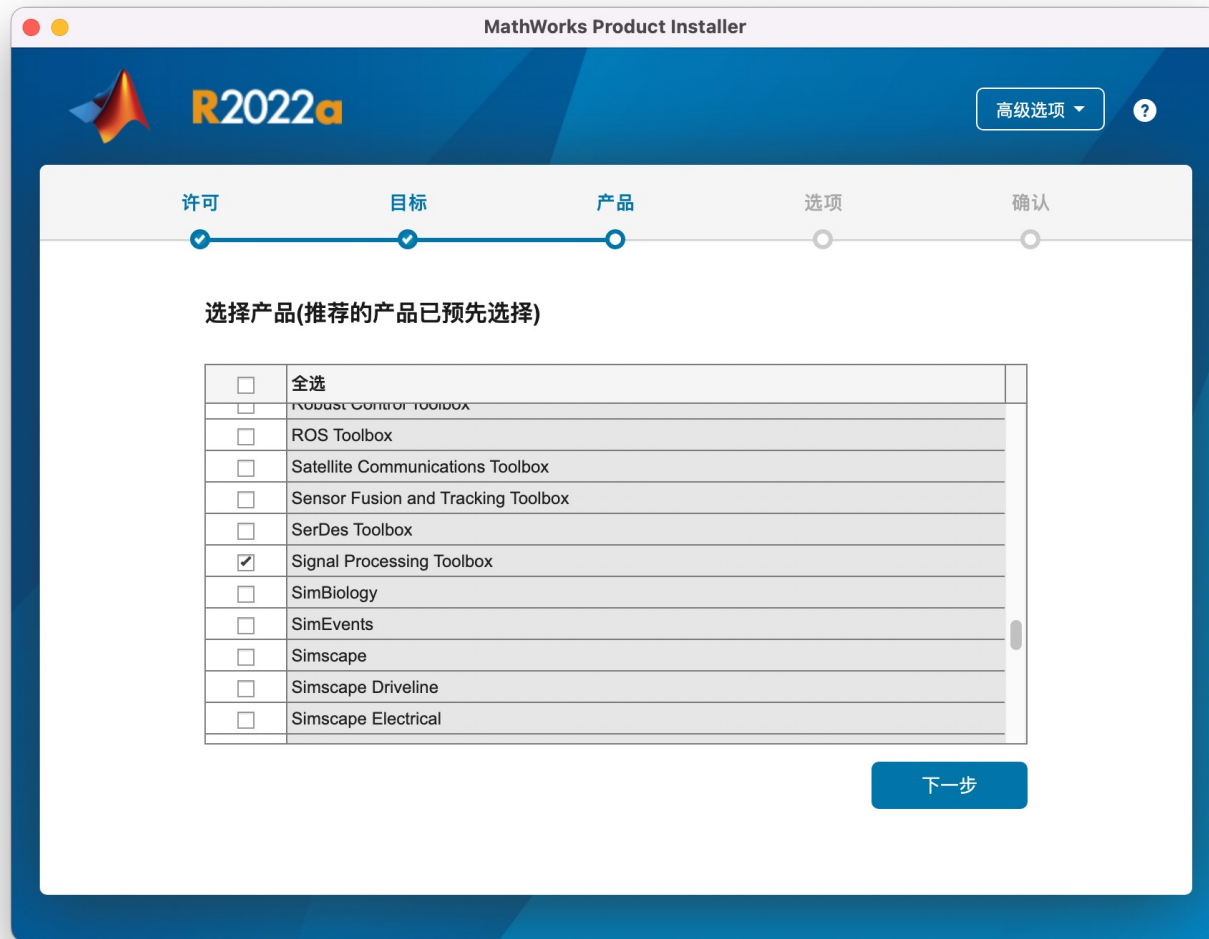 MathWorks Product Installer
R2022a
高级选项
?
许可
目标
产品
选项
确认
选择产品(推荐的产品已预先选择)
全选
Robust Control Toolbox
ROS Toolbox
Satellite Communications Toolbox
Sensor Fusion and Tracking Toolbox
SerDes Toolbox
Signal Processing Toolbox
SimBiology
SimEvents
Simscape
Simscape Driveline
Simscape Electrical
下一步